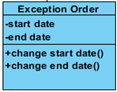 Exception Order
-start date
-end date
+change start date()
+change end date()